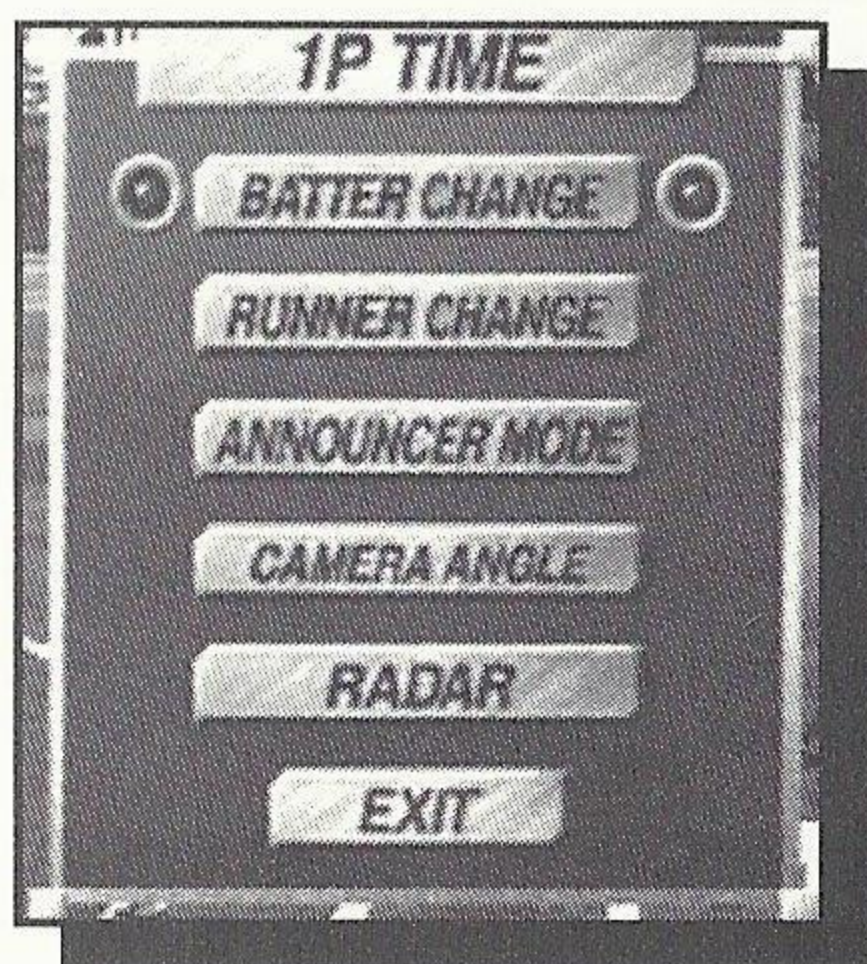 1P TIME
BATTER CHANGE
RUNNER CHANGE
ANNOUNCER MODE
CAMERA ANGLE
RADAR
EXIT